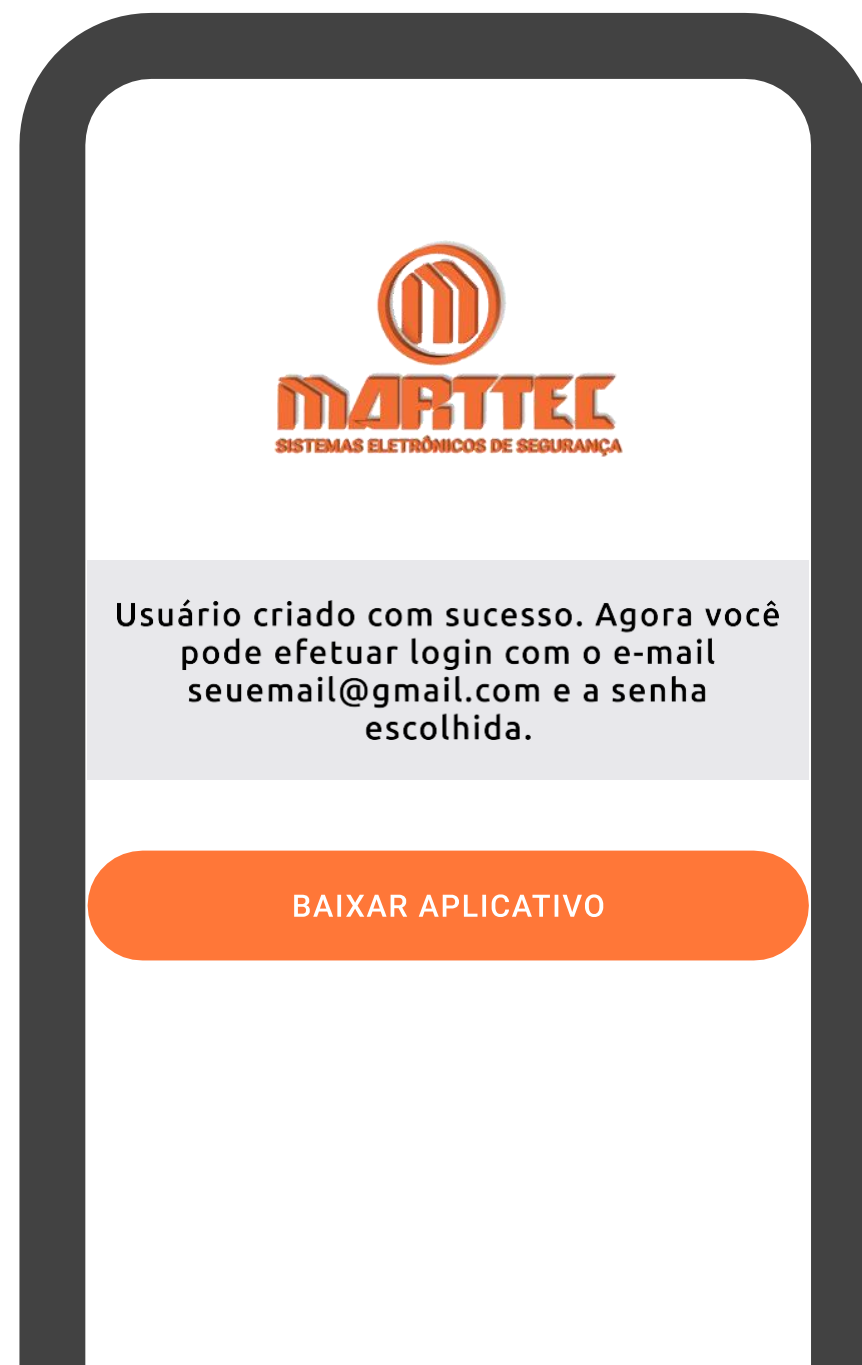 MARTTEC
SISTEMAS ELETRÔNICOS DE SEGURANÇA
Usuário criado com sucesso. Agora você
pode efetuar login com o e-mail
seuemail@gmail.com e a senha
escolhida.
BAIXAR APLICATIVO